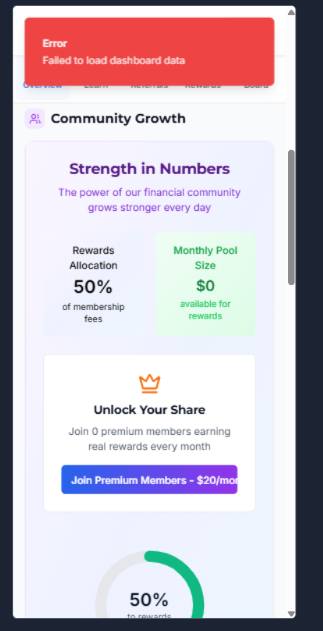 Error
Failed to load dashboard data
Overview Learn Referrals Rewards Board
Community Growth
Strength in Numbers
The power of our financial community
grows stronger every day
Rewards
Allocation
50%
of membership
fees
Monthly Pool
Size
$0
available for
rewards
Unlock Your Share
Join 0 premium members earning
real rewards every month
Join Premium Members - $20/mon
50%
to rewards